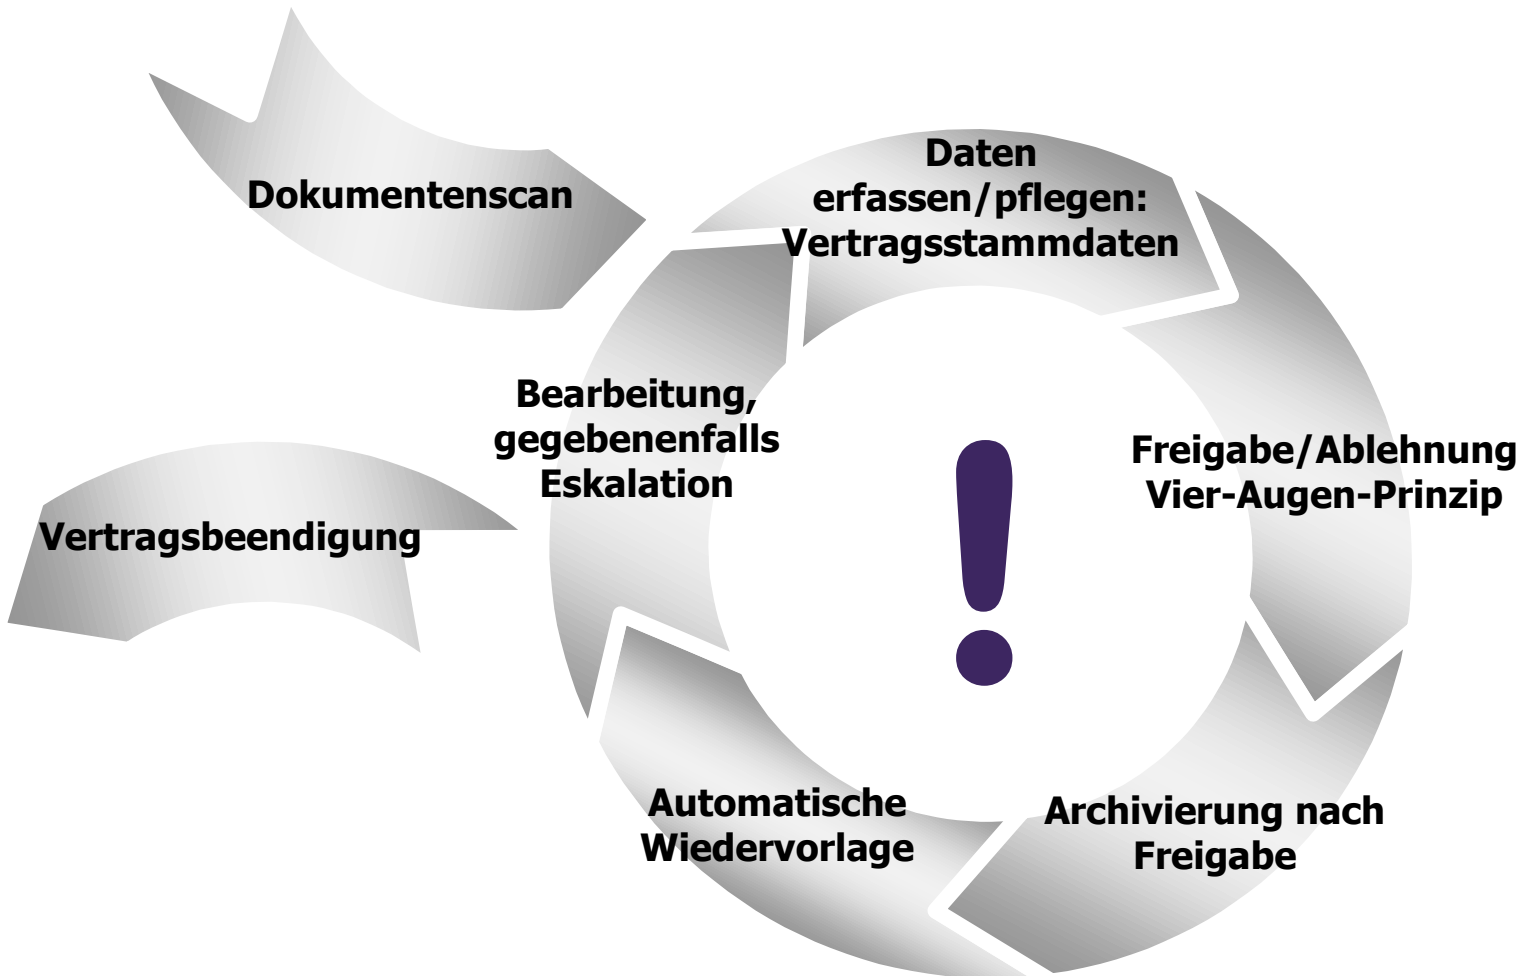 Dokumentenscan
Daten
erfassen/pflegen:
Vertragsstammdaten
Freigabe/Ablehnung
Vier-Augen-Prinzip
Archivierung nach
Freigabe
Automatische
Wiedervorlage
Bearbeitung,
gegebenenfalls
Eskalation
Vertragsbeendigung
!